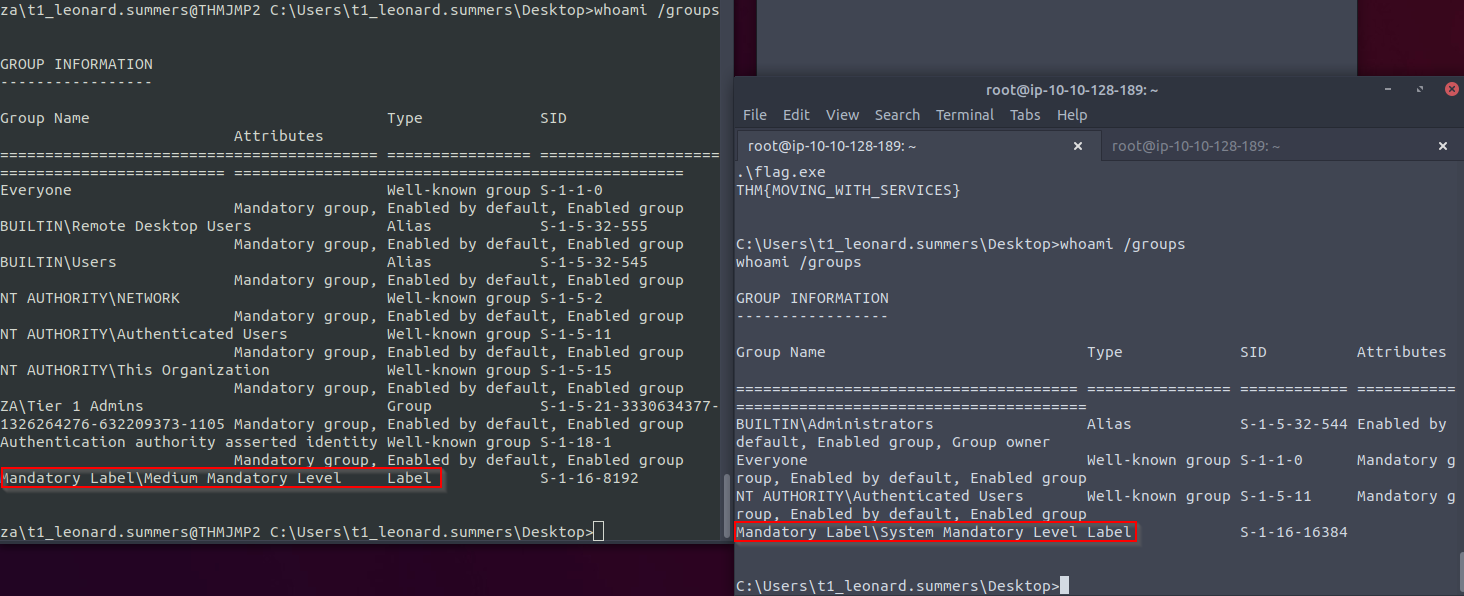 za\t1_leonard.summers@THMJMP2 C:\Users\t1_leonard.summers\Desktop>whoami /groups
GROUP INFORMATION
-----------------
Group Name                                 Type             SID
                          Attributes
========================================== ================ ====================
========================= ==================================================
Everyone                                   Well-known group S-1-1-0
                          Mandatory group, Enabled by default, Enabled group
BUILTIN\Remote Desktop Users               Alias            S-1-5-32-555
                          Mandatory group, Enabled by default, Enabled group
BUILTIN\Users                              Alias            S-1-5-32-545
                          Mandatory group, Enabled by default, Enabled group
NT AUTHORITY\NETWORK                       Well-known group S-1-5-2
                          Mandatory group, Enabled by default, Enabled group
NT AUTHORITY\Authenticated Users           Well-known group S-1-5-11
                          Mandatory group, Enabled by default, Enabled group
NT AUTHORITY\This Organization             Well-known group S-1-5-15
                          Mandatory group, Enabled by default, Enabled group
ZA\Tier 1 Admins                           Group            S-1-5-21-3330634377-
1326264276-632209373-1105 Mandatory group, Enabled by default, Enabled group
Authentication authority asserted identity Well-known group S-1-18-1
                          Mandatory group, Enabled by default, Enabled group
Mandatory Label\Medium Mandatory Level     Label            S-1-16-8192
za\t1_leonard.summers@THMJMP2 C:\Users\t1_leonard.summers\Desktop>
root@ip-10-10-128-189: ~
File Edit View Search Terminal Tabs Help
root@ip-10-10-128-189: ~ × root@ip-10-10-128-189: ~ ×
.\flag.exe
THM{MOVING_WITH_SERVICES}
C:\Users\t1_leonard.summers\Desktop>whoami /groups
whoami /groups
GROUP INFORMATION
-----------------
Group Name                             Type             SID          Attributes
====================================== ================ ============ ===========
=======================================
BUILTIN\Administrators                 Alias            S-1-5-32-544 Enabled by
default, Enabled group, Group owner
Everyone                               Well-known group S-1-1-0      Mandatory g
roup, Enabled by default, Enabled group
NT AUTHORITY\Authenticated Users       Well-known group S-1-5-11     Mandatory g
roup, Enabled by default, Enabled group
Mandatory Label\System Mandatory Level Label            S-1-16-16384
C:\Users\t1_leonard.summers\Desktop>